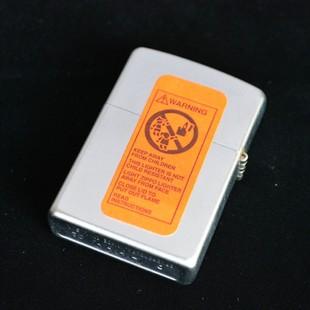 WARNING
KEEP AWAY
FROM CHILDREN
THIS LIGHTER IS NOT
CHILD RESISTANT
LIGHT ZIPPO LIGHTER
AWAY FROM FACE
CLOSE LID TO
PUT OUT FLAME
READ
INSTRUCTIONS